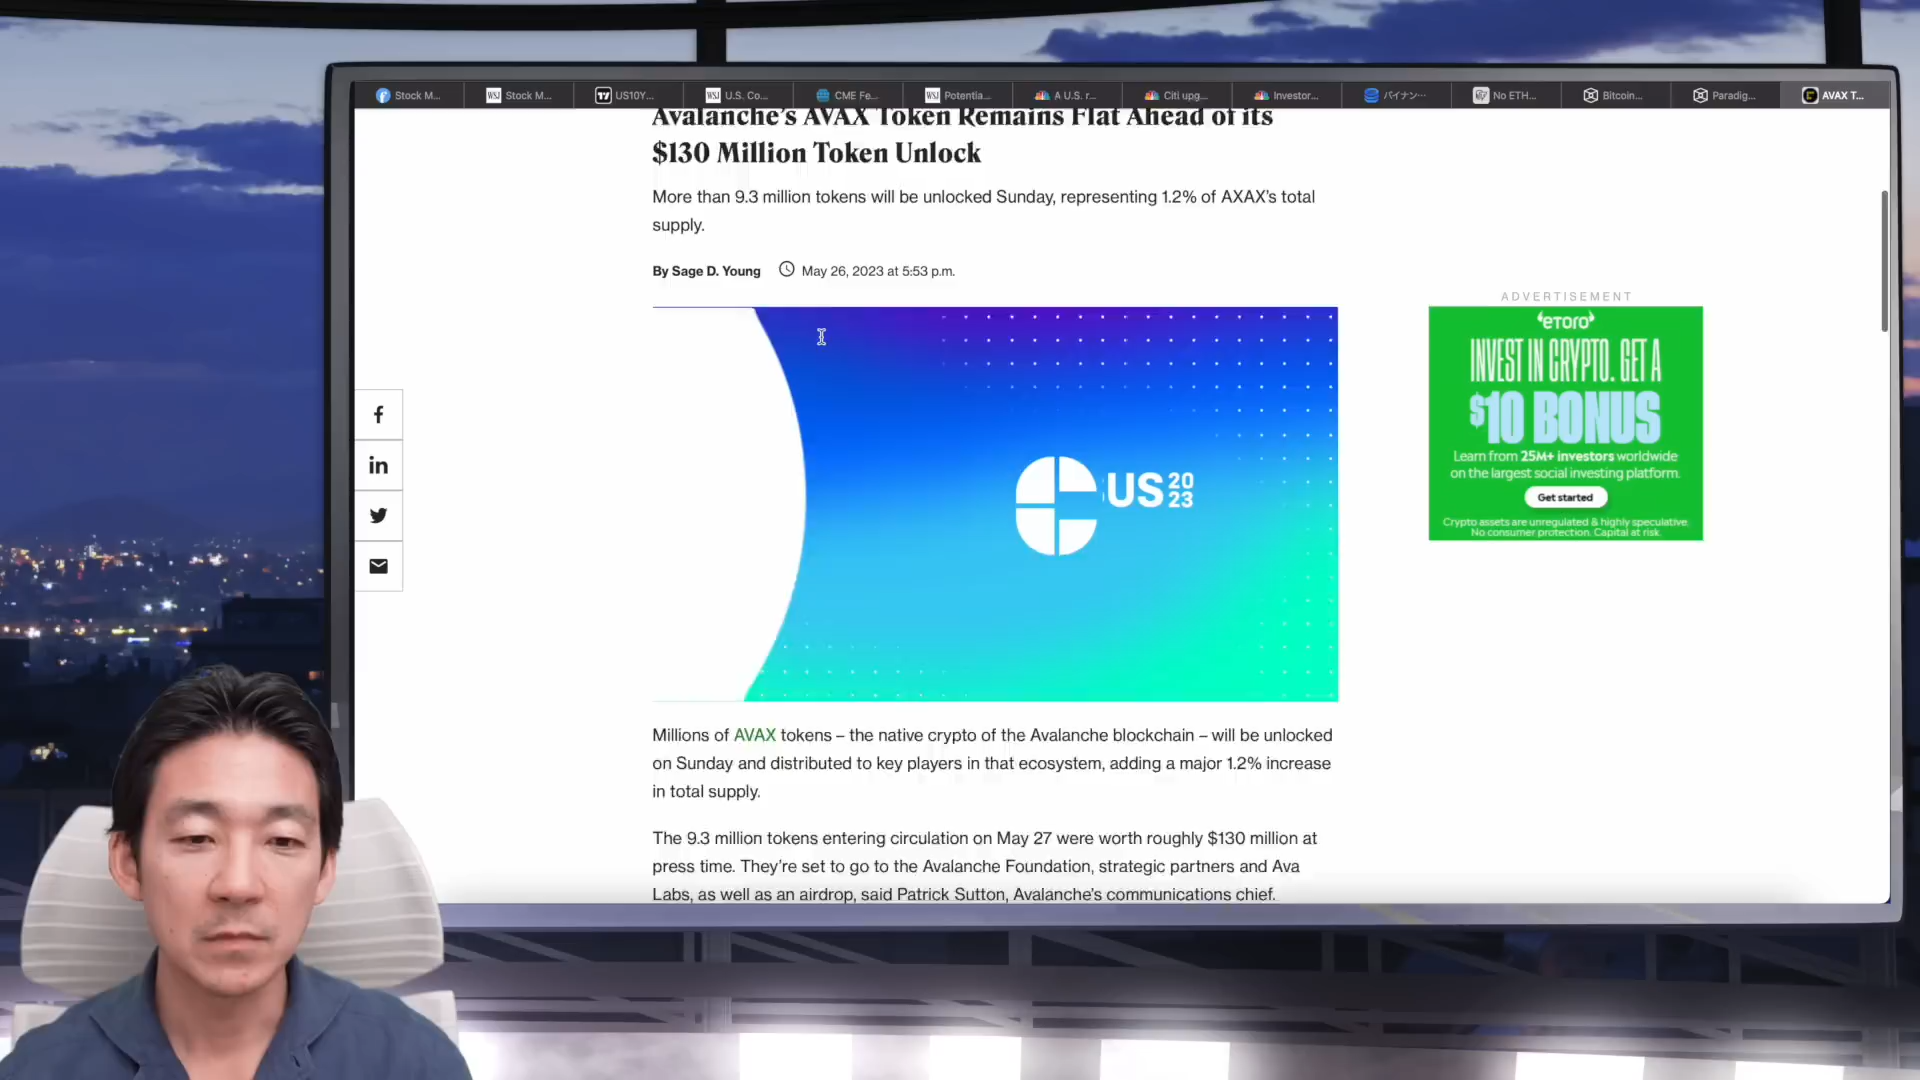 Stock M...
WSJ Stock M...
US10Y...
WSJ U.S. Co...
CME Fe...
WSJ Potentia...
A U.S. r...
Citi upg...
Investor...
バイナン…
No ETH...
Bitcoin...
Paradig...
AVAX T...
Avalanche's AVAX Token Remains Flat Ahead of its
$130 Million Token Unlock
More than 9.3 million tokens will be unlocked Sunday, representing 1.2% of AXAX's total
supply.
By Sage D. Young May 26, 2023 at 5:53 p.m.
ADVERTISEMENT
eToro
INVEST IN CRYPTO. GET A
$10 BONUS
Learn from 25M+ investors worldwide
on the largest social investing platform.
Get started
Crypto assets are unregulated & highly speculative.
No consumer protection. Capital at risk.
US 20
23
Millions of AVAX tokens – the native crypto of the Avalanche blockchain – will be unlocked
on Sunday and distributed to key players in that ecosystem, adding a major 1.2% increase
in total supply.
The 9.3 million tokens entering circulation on May 27 were worth roughly $130 million at
press time. They're set to go to the Avalanche Foundation, strategic partners and Ava
Labs, as well as an airdrop, said Patrick Sutton, Avalanche's communications chief.